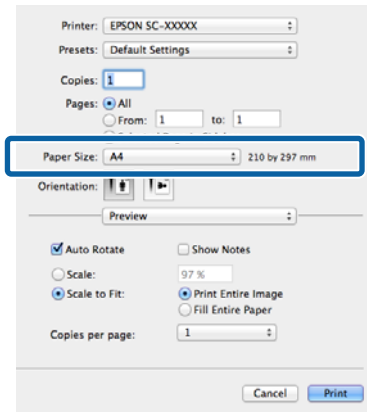 Printer: EPSON SC-XXXXX
Presets: Default Settings
Copies: 1
Pages: All
From: 1 to: 1
Paper Size: A4 210 by 297 mm
Orientation:
Preview
Auto Rotate Show Notes
Scale: 97 %
Scale to Fit: Print Entire Image
Fill Entire Paper
Copies per page: 1
Cancel Print